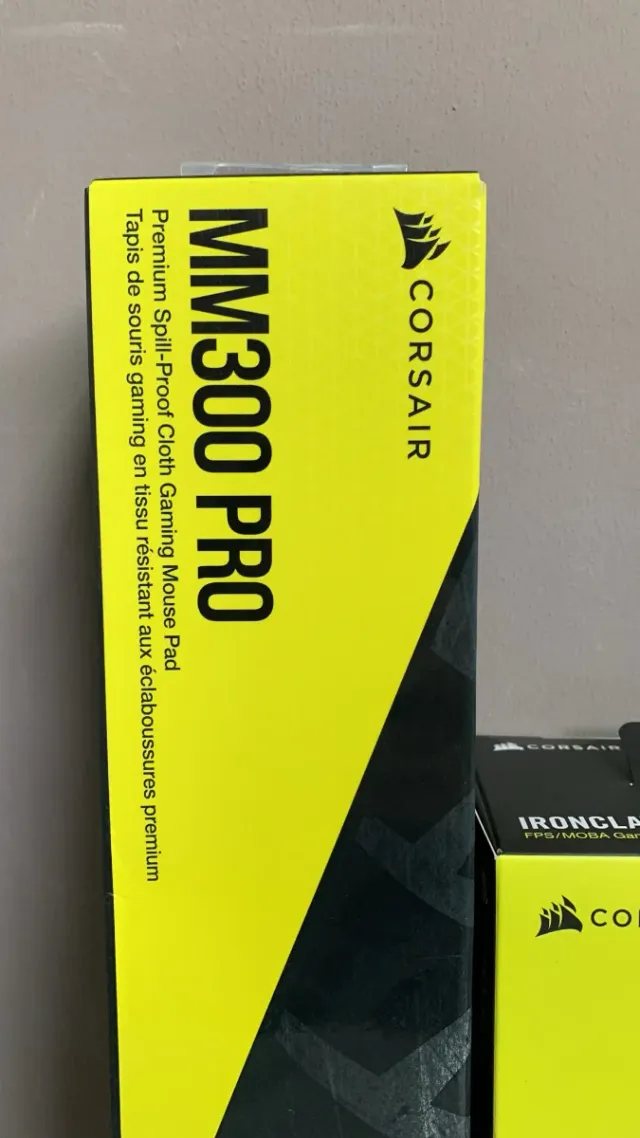 CORSAIR
MM300 PRO
Premium Spill-Proof Cloth Gaming Mouse Pad
Tapis de souris gaming en tissu résistant aux éclaboussures premium
CORSAIR
IRONCLA
FPS/MOBA Gam
CO